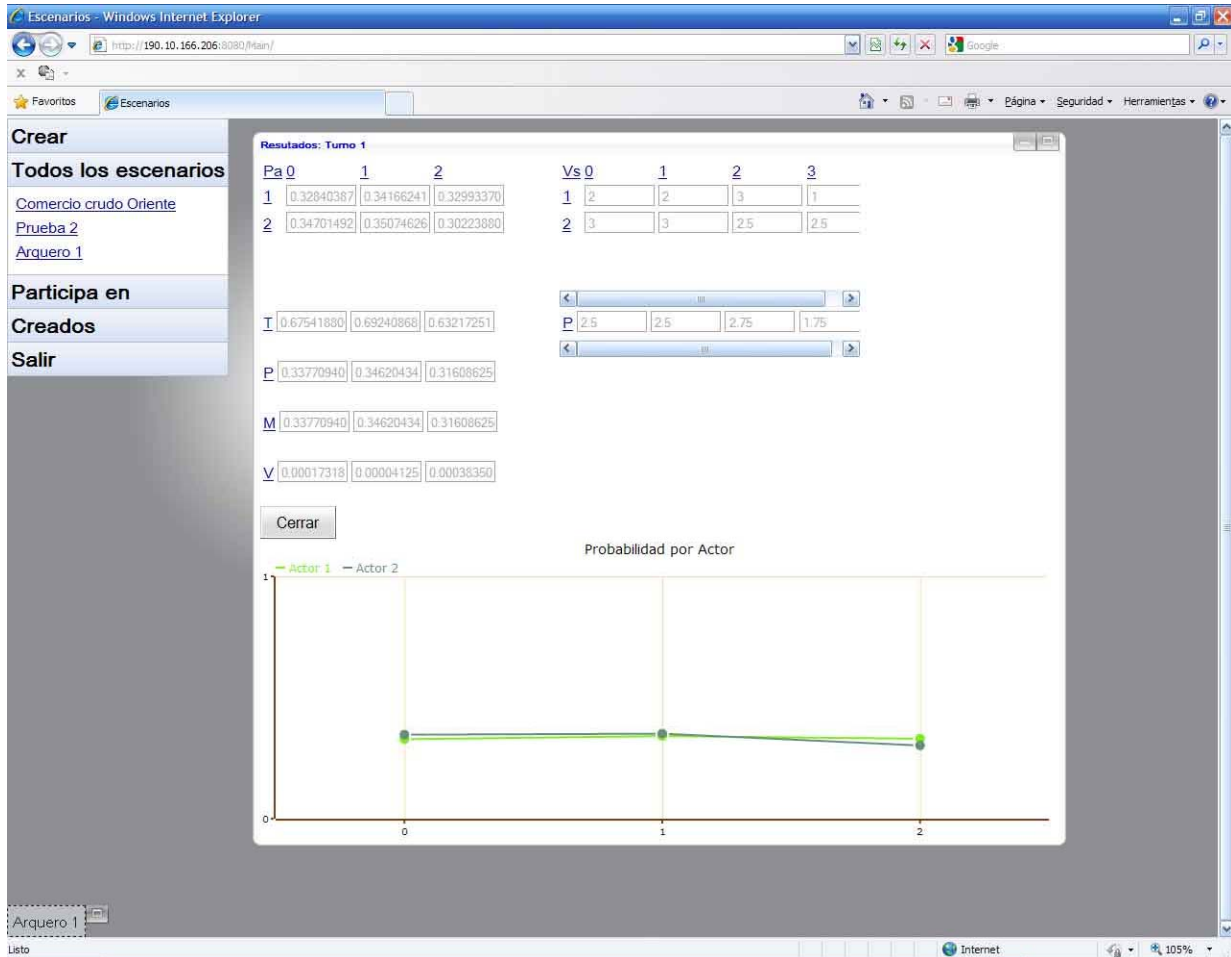 Escenarios - Windows Internet Explorer
http://190.10.166.206:8080/Main/
Google
x
Favoritos
Escenarios
Página
Seguridad
Herramientas
Crear
Todos los escenarios
Comercio crudo Oriente
Prueba 2
Arquero 1
Participa en
Creados
Salir
Resutados: Turno 1
Pa 0 1 2
1 0.32840387 0.34166241 0.32993370
2 0.34701492 0.35074626 0.30223880
Vs 0 1 2 3
1 2 2 3 1
2 3 3 2.5 2.5
T 0.67541880 0.69240868 0.63217251
P 2.5 2.5 2.75 1.75
P 0.33770940 0.34620434 0.31608625
M 0.33770940 0.34620434 0.31608625
V 0.00017318 0.00004125 0.00038350
Cerrar
Probabilidad por Actor
Actor 1 Actor 2
1
0
0 1 2
Arquero 1
Listo
Internet
105%